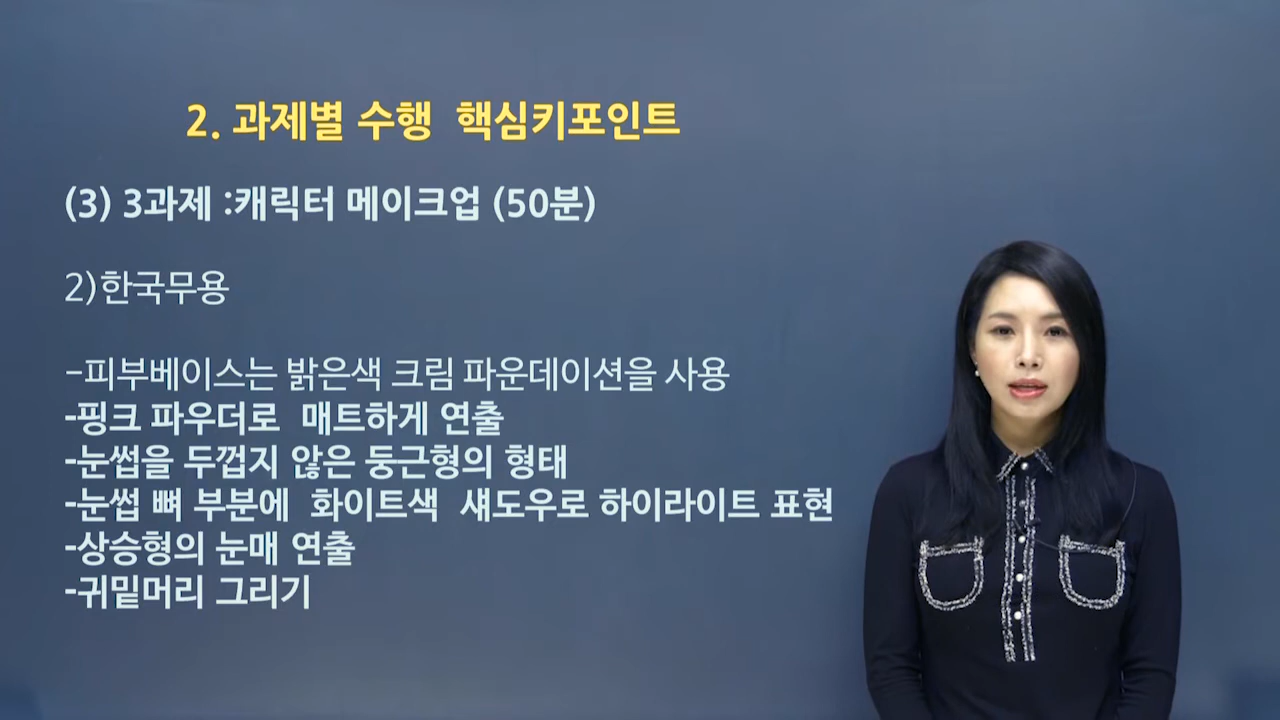 2. 과제별 수행 핵심키포인트
(3) 3과제 :캐릭터 메이크업 (50분)
2)한국무용
-피부베이스는 밝은색 크림 파운데이션을 사용
-핑크 파우더로 매트하게 연출
-눈썹을 두껍지 않은 둥근형의 형태
-눈썹 뼈 부분에 화이트색 섀도우로 하이라이트 표현
-상승형의 눈매 연출
-귀밑머리 그리기